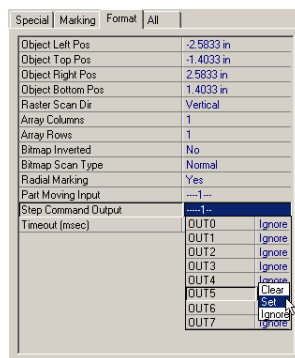 Special Marking Format All
Object Left Pos -2.5833 in
Object Top Pos -1.4033 in
Object Right Pos 2.5833 in
Object Bottom Pos 1.4033 in
Raster Scan Dir Vertical
Array Columns 1
Array Rows 1
Bitmap Inverted No
Bitmap Scan Type Normal
Radial Marking Yes
Part Moving Input ----1---
Step Command Output -----1--
Timeout (msec)
OUT0 Ignore
OUT1 Ignore
OUT2 Ignore
OUT3 Ignore
OUT4 Ignore
OUT5
OUT6
OUT7 Ignore
Clear
Set
Ignore